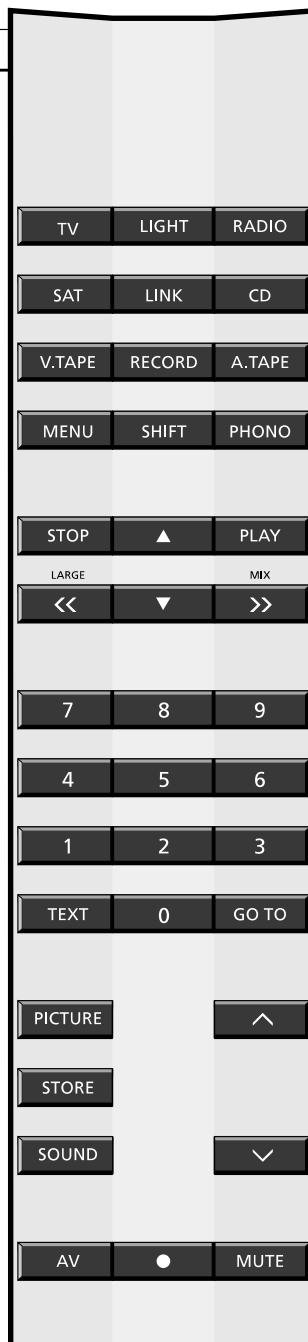 TV LIGHT RADIO
SAT LINK CD
V.TAPE RECORD A.TAPE
MENU SHIFT PHONO
STOP ▲ PLAY
LARGE MIX
<< ▼ >>
7 8 9
4 5 6
1 2 3
TEXT 0 GO TO
PICTURE
STORE
SOUND
AV ● MUTE